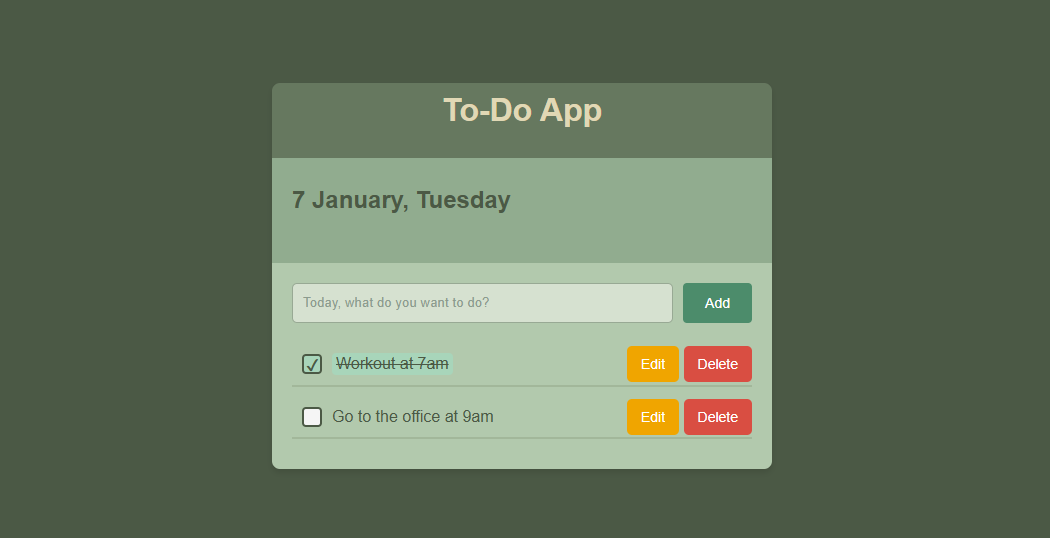 To-Do App
7 January, Tuesday
Today, what do you want to do?
Add
Workout at 7am
Edit
Delete
Go to the office at 9am
Edit
Delete